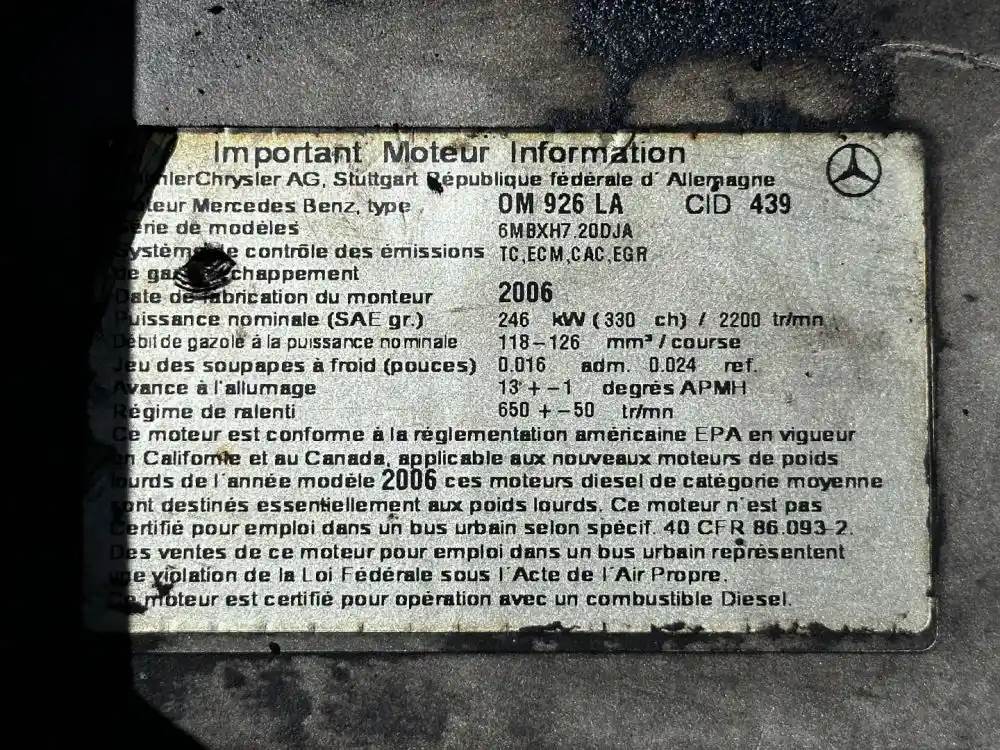 Important Moteur Information
hlerChrysler AG, Stuttgart République fédérale d'Allemagne
teur Mercedes Benz, type OM 926 LA CID 439
érie de modèles 6MBXH7.20DJA
Système de contrôle des émissions TC,ECM,CAC,EGR
de gaz chappement
Date de fabrication du monteur 2006
Puissance nominale (SAE gr.) 246 kW (330 ch) / 2200 tr/mn
Débit de gazole à la puissance nominale 118-126 mm³/course
Jeu des soupapes à froid (pouces) 0.016 adm. 0.024 ref.
Avance à l'allumage 13°+-1 degrès APMH
Régime de ralenti 650 +-50 tr/mn
Ce moteur est conforme à la réglementation américaine EPA en vigueur
en Californie et au Canada, applicable aux nouveaux moteurs de poids
lourds de l'année modèle 2006 ces moteurs diesel de catégorie moyenne
sont destinés essentiellement aux poids lourds. Ce moteur n'est pas
Certifié pour emploi dans un bus urbain selon spécif. 40 CFR 86.093-2.
Des ventes de ce moteur pour emploi dans un bus urbain représentent
une violation de la Loi Fédérale sous l'Acte de l'Air Propre.
Ce moteur est certifié pour opération avec un combustible Diesel.